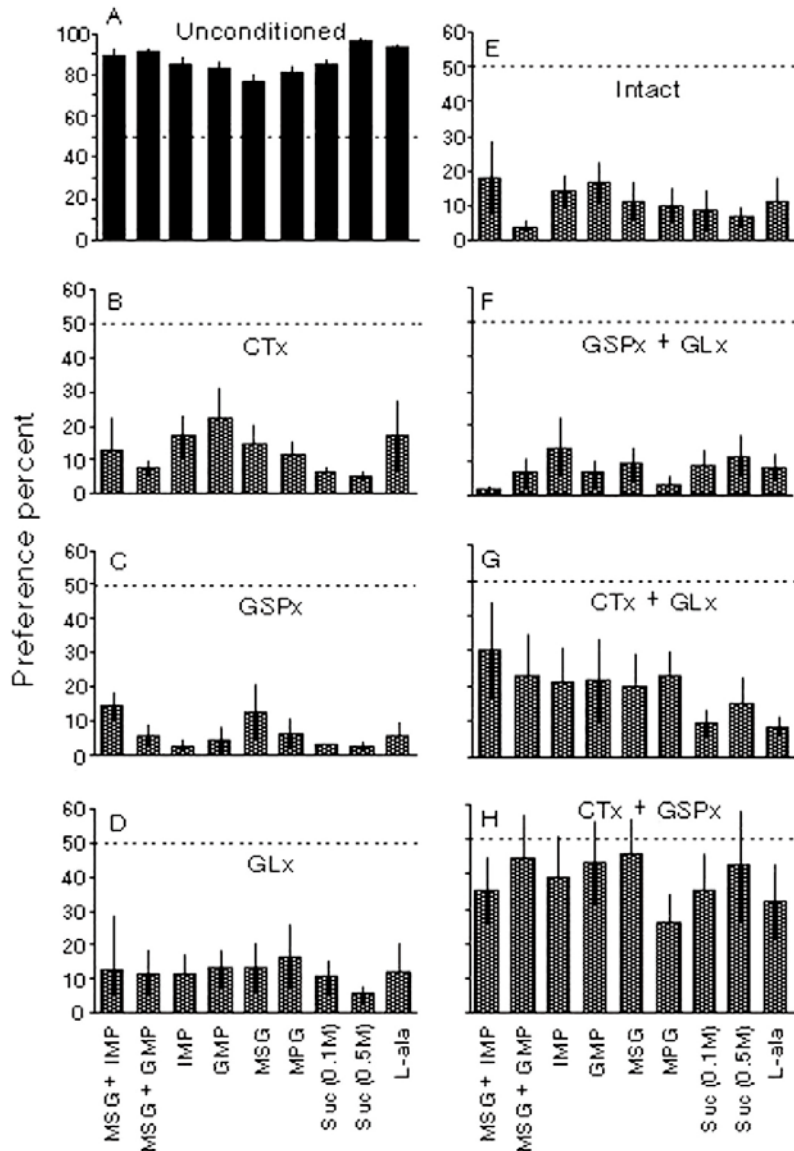 Preference percent
A
Unconditioned
100
80
60
40
20
0
B
CTx
60
50
40
30
20
10
0
C
GSPx
60
50
40
30
20
10
0
D
GLx
60
50
40
30
20
10
0
MSG + IMP
MSG + GMP
IMP
GMP
MSG
MPG
Suc (0.1M)
Suc (0.5M)
L-ala
E
Intact
60
50
40
30
20
10
0
F
GSPx + GLx
G
CTx + GLx
H
CTx + GSPx
MSG + IMP
MSG + GMP
IMP
GMP
MSG
MPG
Suc (0.1M)
Suc (0.5M)
L-ala